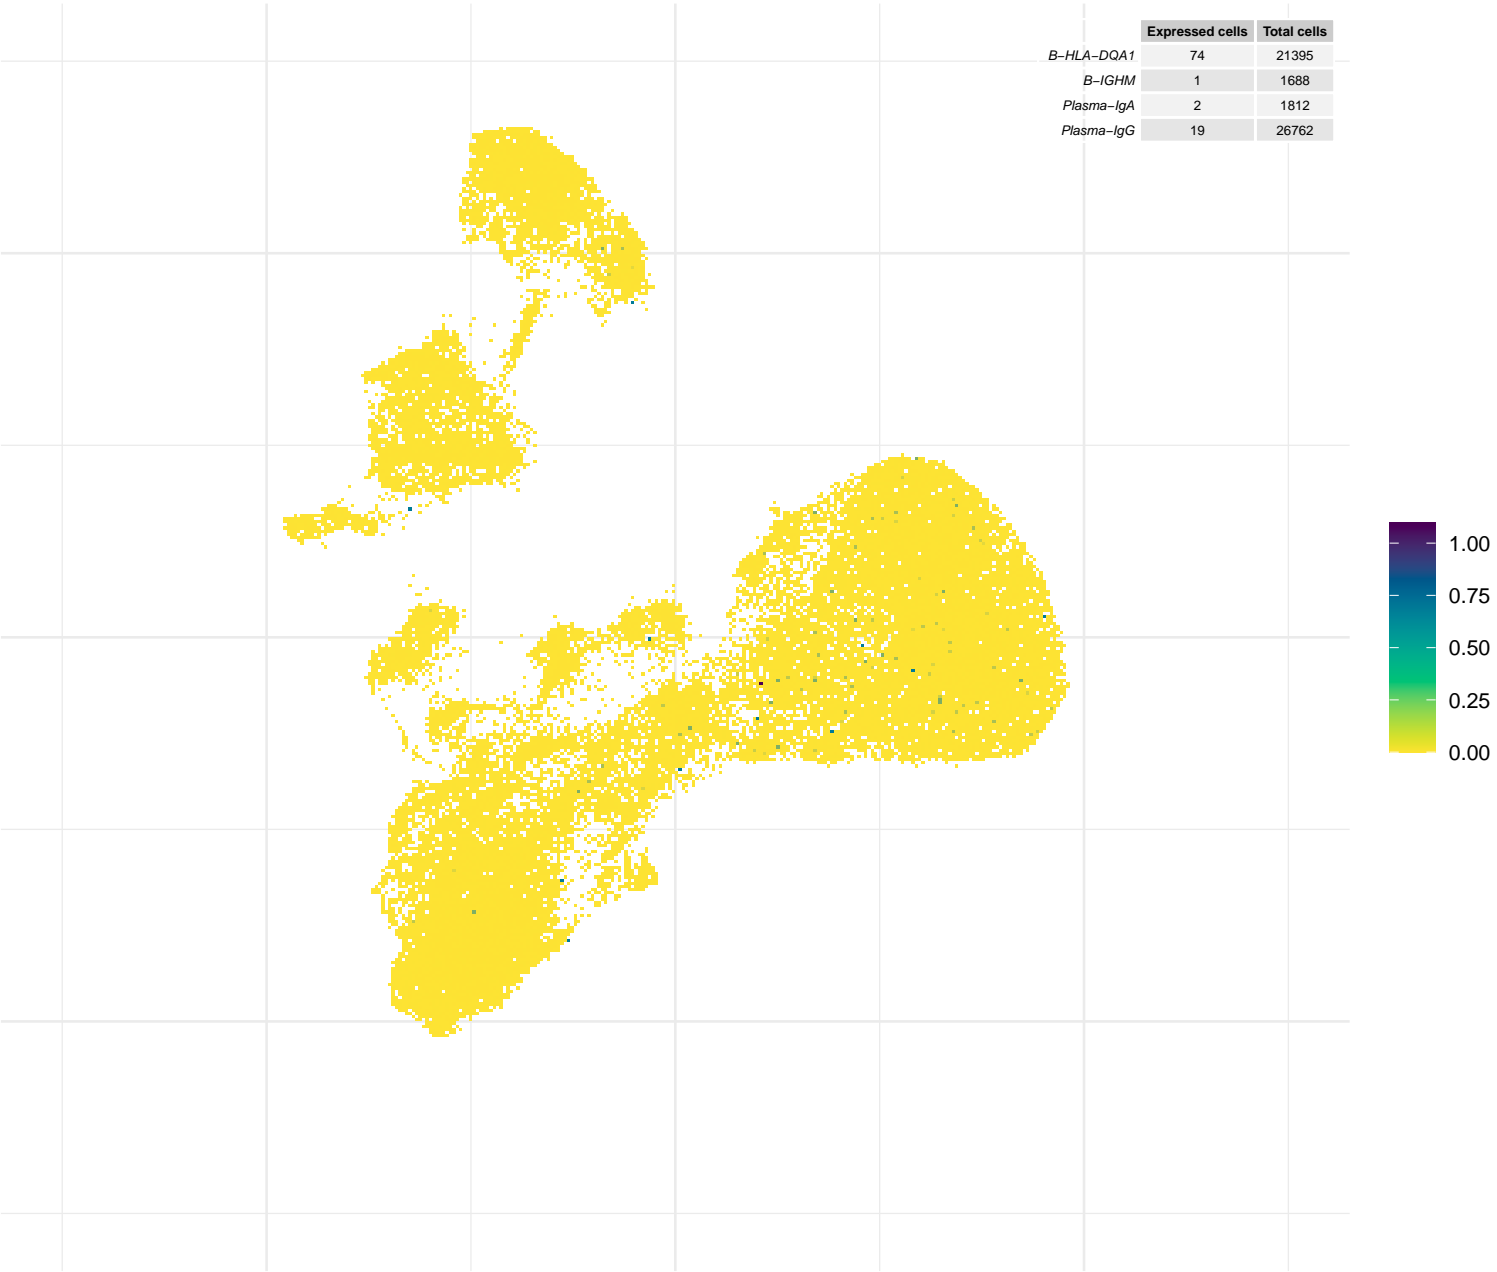 Expressed cells Total cells
B−HLA−DQA1 74 21395
B−IGHM 1 1688
Plasma−IgA 2 1812
Plasma−IgG 19 26762
1.00
0.75
0.50
0.25
0.00